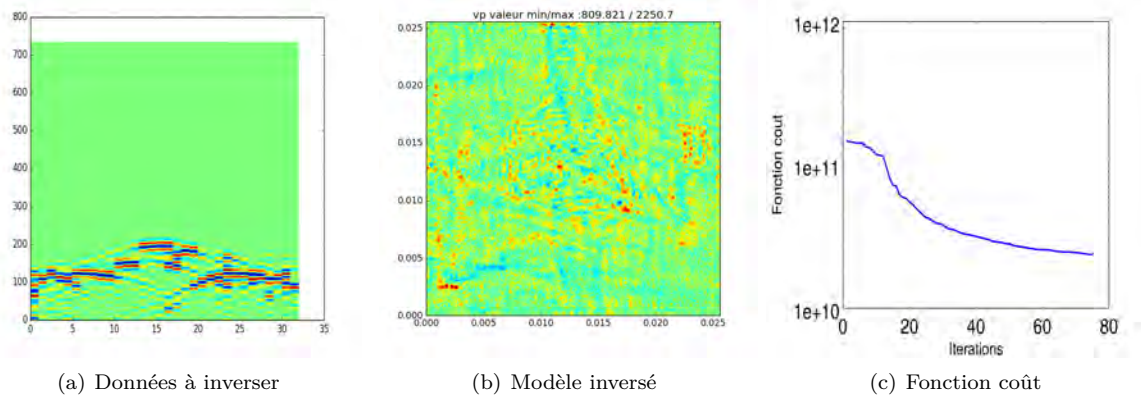 800
700
600
500
400
300
200
100
0
0 5 10 15 20 25 30 35
(a) Données à inverser
vp valeur min/max :809.821 / 2250.7
0.025
0.020
0.015
0.010
0.005
0.000
0.000 0.005 0.010 0.015 0.020 0.025
(b) Modèle inversé
1e+12
1e+11
1e+10
Fonction cout
0 20 40 60 80
Iterations
(c) Fonction coût